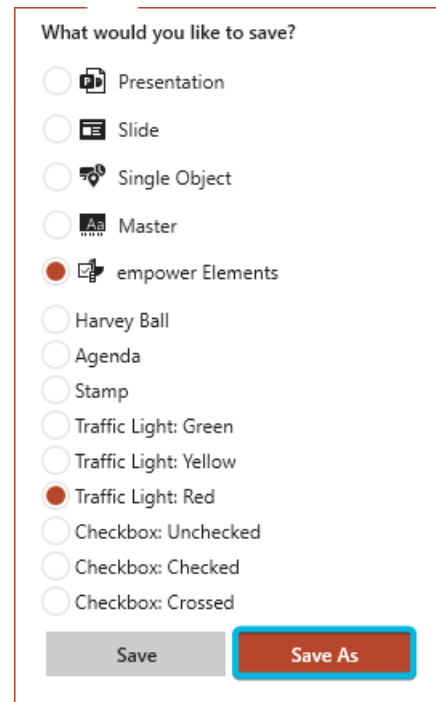 What would you like to save?
Presentation
Slide
Single Object
Master
empower Elements
Harvey Ball
Agenda
Stamp
Traffic Light: Green
Traffic Light: Yellow
Traffic Light: Red
Checkbox: Unchecked
Checkbox: Checked
Checkbox: Crossed
Save Save As